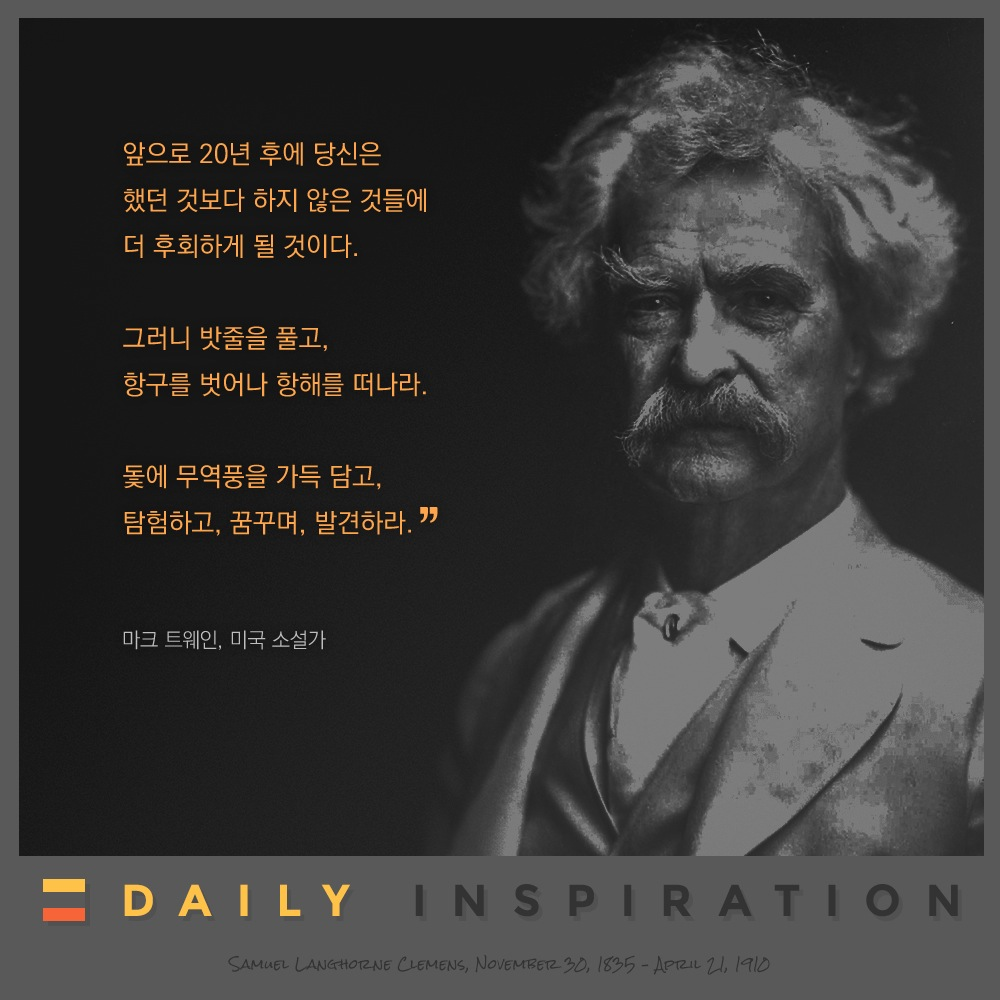 앞으로 20년 후에 당신은
했던 것보다 하지 않은 것들에
더 후회하게 될 것이다.
그러니 밧줄을 풀고,
항구를 벗어나 항해를 떠나라.
돛에 무역풍을 가득 담고,
탐험하고, 꿈꾸며, 발견하라.”
마크 트웨인, 미국 소설가
DAILY INSPIRATION
Samuel Langhorne Clemens, November 30, 1835 – April 21, 1910